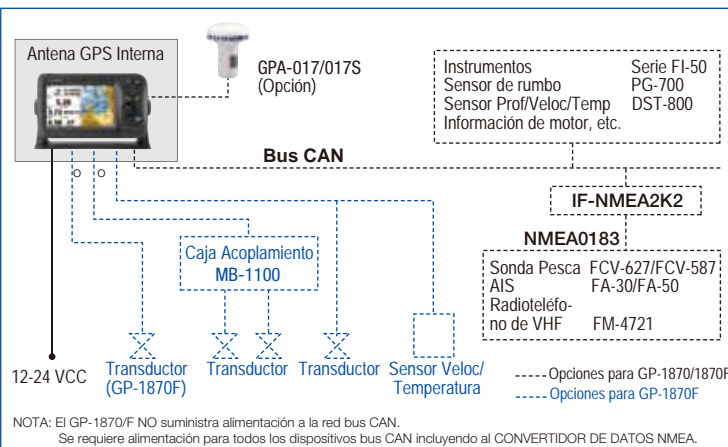 Antena GPS Interna
GPA-017/017S
(Opción)
Instrumentos Serie FI-50
Sensor de rumbo PG-700
Sensor Prof/Veloc/Temp DST-800
Información de motor, etc.
Bus CAN
o o
IF-NMEA2K2
NMEA0183
Caja Acoplamiento
MB-1100
Sonda Pesca FCV-627/FCV-587
AIS FA-30/FA-50
Radioteléfo-
no de VHF FM-4721
12-24 VCC
Transductor
(GP-1870F)
Transductor
Transductor
Sensor Veloc/
Temperatura
Opciones para GP-1870/1870F
Opciones para GP-1870F
NOTA: El GP-1870/F NO suministra alimentación a la red bus CAN.
Se requiere alimentación para todos los dispositivos bus CAN incluyendo al CONVERTIDOR DE DATOS NMEA.